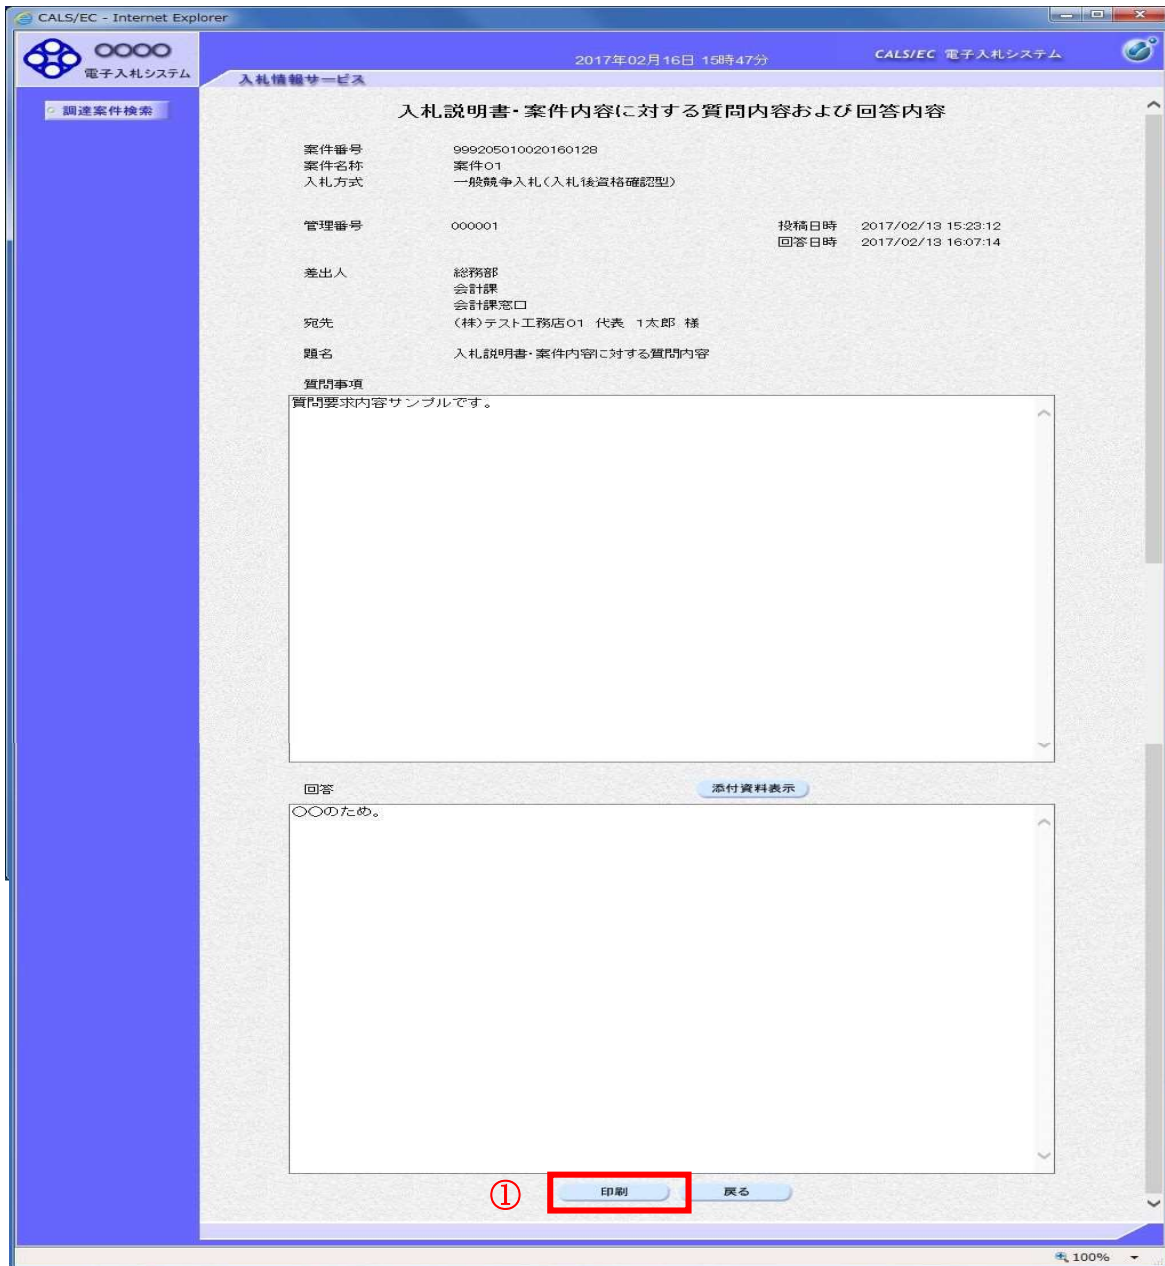 CALS/EC - Internet Explorer
〇〇〇〇
電子入札システム
2017年02月16日 15時47分
CALS/EC 電子入札システム
入札情報サービス
調達案件検索
入札説明書・案件内容に対する質問内容および回答内容
案件番号 999205010020160128
案件名称 案件01
入札方式 一般競争入札(入札後資格確認型)
管理番号 000001 投稿日時 2017/02/13 15:23:12
回答日時 2017/02/13 16:07:14
差出人 総務部
会計課
会計課窓口
宛先 (株)テスト工務店01 代表 1太郎 様
題名 入札説明書・案件内容に対する質問内容
質問事項
質問要求内容サンプルです。
回答 添付資料表示
〇〇のため。
① 印刷 戻る
100%